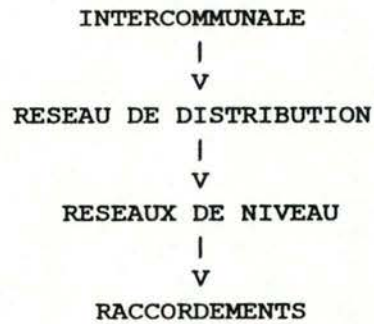 INTERCOMMUNALE
|
V
RESEAU DE DISTRIBUTION
|
V
RESEAUX DE NIVEAU
|
V
RACCORDEMENTS